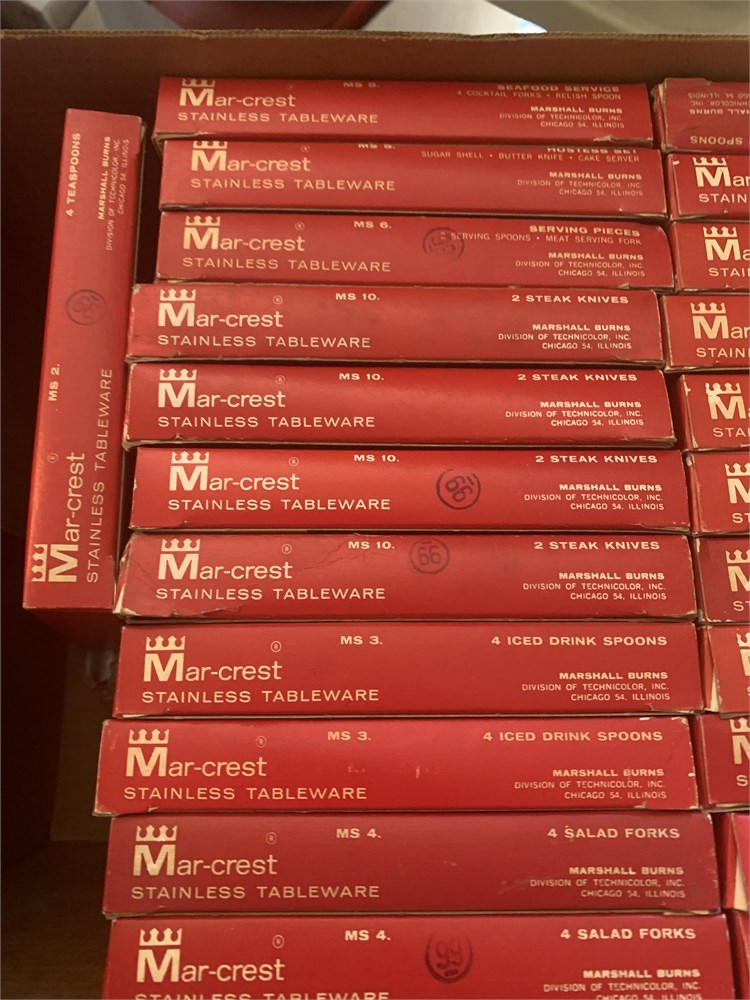 4 TEASPOONS
MARSHALL BURNS
DIVISION OF TECHNICOLOR, INC.
CHICAGO 54, ILLINOIS
MS 2.
Mar-crest ®
STAINLESS TABLEWARE
MS 8.
SEAFOOD SERVICE
4 COCKTAIL FORKS • RELISH SPOON
Mar-crest
MARSHALL BURNS
STAINLESS TABLEWARE
DIVISION OF TECHNICOLOR, INC.
CHICAGO 54, ILLINOIS
HOSTESS SET
SUGAR SHELL • BUTTER KNIFE • CAKE SERVER
Mar-crest ®
MARSHALL BURNS
STAINLESS TABLEWARE
DIVISION OF TECHNICOLOR, INC.
CHICAGO 54, ILLINOIS
MS 6.
SERVING PIECES
SERVING SPOONS • MEAT SERVING FORK
Mar-crest ®
MARSHALL BURNS
STAINLESS TABLEWARE
DIVISION OF TECHNICOLOR, INC.
CHICAGO 54, ILLINOIS
MS 10.
2 STEAK KNIVES
Mar-crest ®
MARSHALL BURNS
STAINLESS TABLEWARE
DIVISION OF TECHNICOLOR, INC.
CHICAGO 54, ILLINOIS
MS 10.
2 STEAK KNIVES
Mar-crest ®
MARSHALL BURNS
STAINLESS TABLEWARE
DIVISION OF TECHNICOLOR, INC.
CHICAGO 54, ILLINOIS
MS 10.
2 STEAK KNIVES
Mar-crest ®
MARSHALL BURNS
STAINLESS TABLEWARE
DIVISION OF TECHNICOLOR, INC.
CHICAGO 54, ILLINOIS
MS 10.
99
2 STEAK KNIVES
Mar-crest ®
MARSHALL BURNS
STAINLESS TABLEWARE
DIVISION OF TECHNICOLOR, INC.
CHICAGO 54, ILLINOIS
MS 3.
4 ICED DRINK SPOONS
Mar-crest ®
MARSHALL BURNS
STAINLESS TABLEWARE
DIVISION OF TECHNICOLOR, INC.
CHICAGO 54, ILLINOIS
MS 3.
4 ICED DRINK SPOONS
Mar-crest ®
MARSHALL BURNS
STAINLESS TABLEWARE
DIVISION OF TECHNICOLOR, INC.
CHICAGO 54, ILLINOIS
MS 4.
4 SALAD FORKS
Mar-crest ®
MARSHALL BURNS
STAINLESS TABLEWARE
DIVISION OF TECHNICOLOR, INC.
CHICAGO 54, ILLINOIS
MS 4.
4 SALAD FORKS
Mar-crest ®
MARSHALL BURNS
STAINLESS TABLEWARE
DIVISION OF TECHNICOLOR, INC.
SPOONS